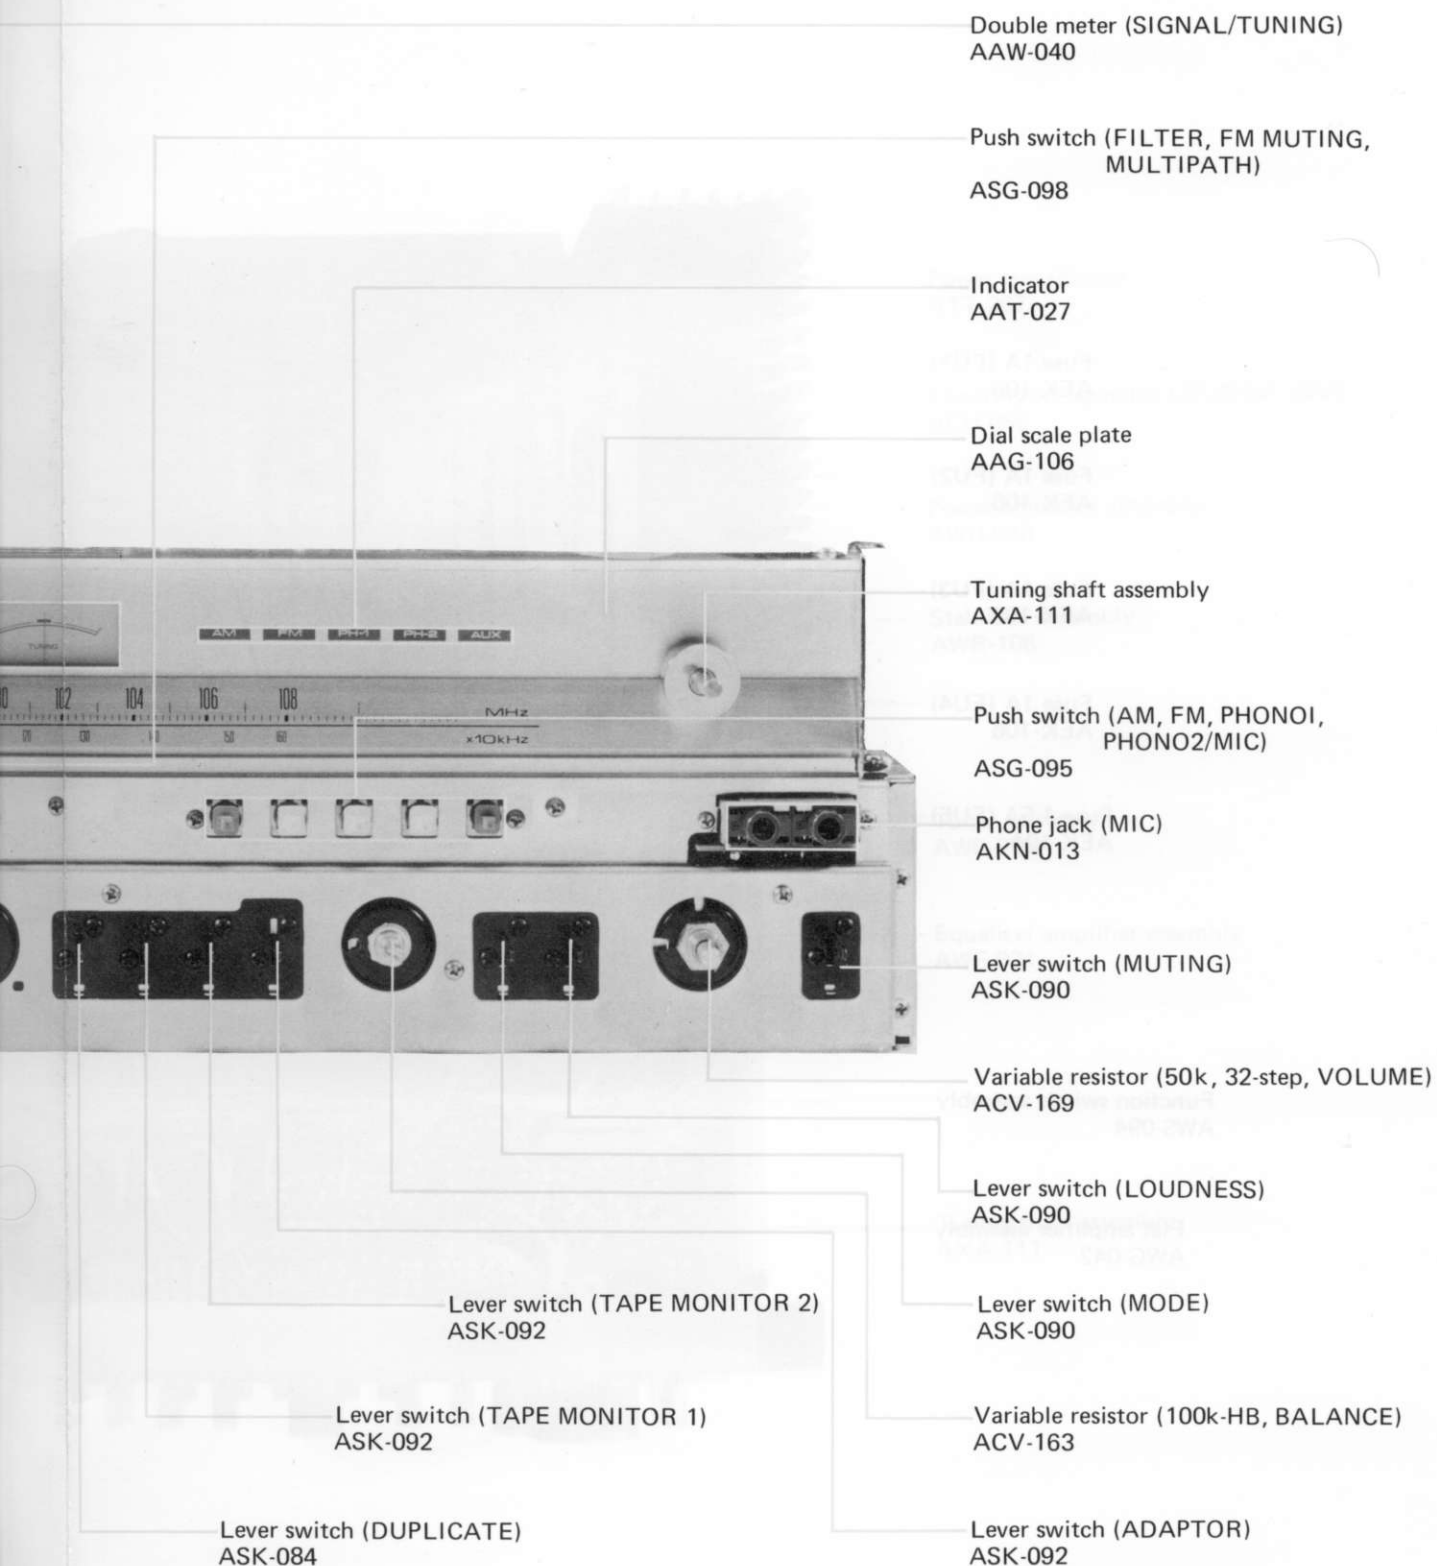 Double meter (SIGNAL/TUNING)
AAW-040
Push switch (FILTER, FM MUTING,
MULTIPATH)
ASG-098
Indicator
AAT-027
Dial scale plate
AAG-106
Tuning shaft assembly
AXA-111
TUNING
AM FM PH-1 PH-2 AUX
102 104 106 108
MHz
150 160
x10kHz
Push switch (AM, FM, PHONO1,
PHONO2/MIC)
ASG-095
Phone jack (MIC)
AKN-013
Lever switch (MUTING)
ASK-090
Variable resistor (50k, 32-step, VOLUME)
ACV-169
Lever switch (LOUDNESS)
ASK-090
Lever switch (TAPE MONITOR 2)
ASK-092
Lever switch (MODE)
ASK-090
Lever switch (TAPE MONITOR 1)
ASK-092
Variable resistor (100k-HB, BALANCE)
ACV-163
Lever switch (DUPLICATE)
ASK-084
Lever switch (ADAPTOR)
ASK-092